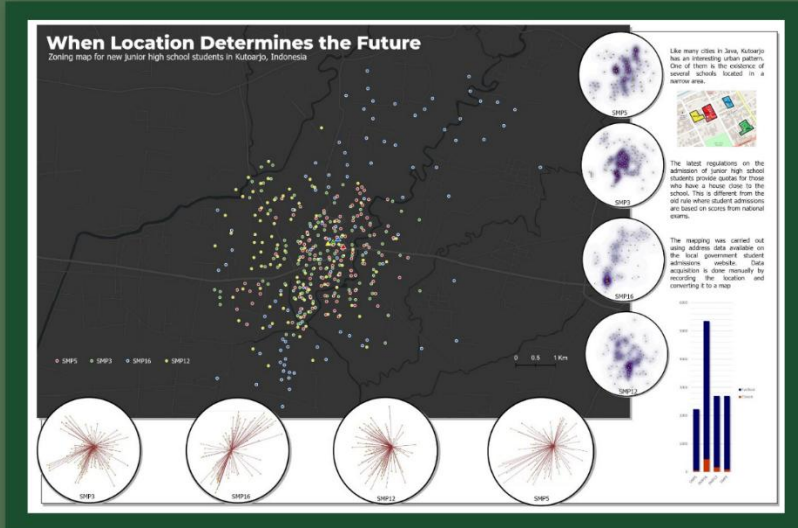 When Location Determines the Future
Zoning map for new junior high school students in Kutoarjo, Indonesia
SMP5
SMP3
SMP16
SMP12
0 0.5 1 Km
SMP5
SMP3
SMP16
SMP12
SMP3
SMP16
SMP12
SMP5
Like many cities in Java, Kutoarjo
has an interesting urban pattern.
One of them is the existence of
several schools located in a
narrow area.
The latest regulations on the
admission of junior high school
students provide quotas for those
who have a house close to the
school. This is different from the
old rule where student admissions
are based on scores from national
exams.
The mapping was carried out
using address data available on
the local government student
admissions website. Data
acquisition is done manually by
recording the location and
converting it to a map